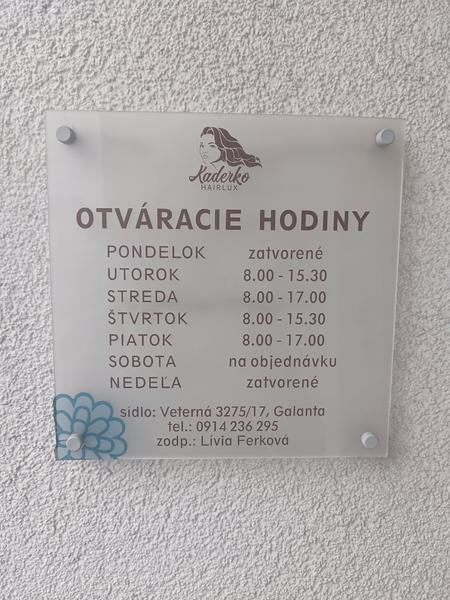 Kaderko
HAIRLUX
OTVÁRACIE HODINY
PONDELOK zatvorené
UTOROK 8.00 - 15.30
STREDA 8.00 - 17.00
ŠTVRTOK 8.00 - 15.30
PIATOK 8.00 - 17.00
SOBOTA na objednávku
NEDEĽA zatvorené
sídlo: Veterná 3275/17, Galanta
tel.: 0914 236 295
zodp.: Lívia Ferková